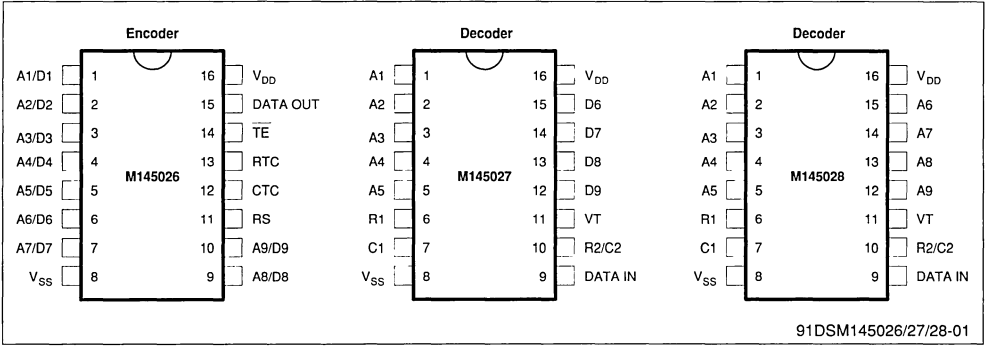 Encoder Decoder Decoder
A1/D1 1 16 VDD A1 1 16 VDD A1 1 16 VDD
A2/D2 2 15 DATA OUT A2 2 15 D6 A2 2 15 A6
A3/D3 3 14 T̅E̅ A3 3 14 D7 A3 3 14 A7
A4/D4 4 13 RTC A4 4 13 D8 A4 4 13 A8
M145026 M145027 M145028
A5/D5 5 12 CTC A5 5 12 D9 A5 5 12 A9
A6/D6 6 11 RS R1 6 11 VT R1 6 11 VT
A7/D7 7 10 A9/D9 C1 7 10 R2/C2 C1 7 10 R2/C2
VSS 8 9 A8/D8 VSS 8 9 DATA IN VSS 8 9 DATA IN
91DSM145026/27/28-01